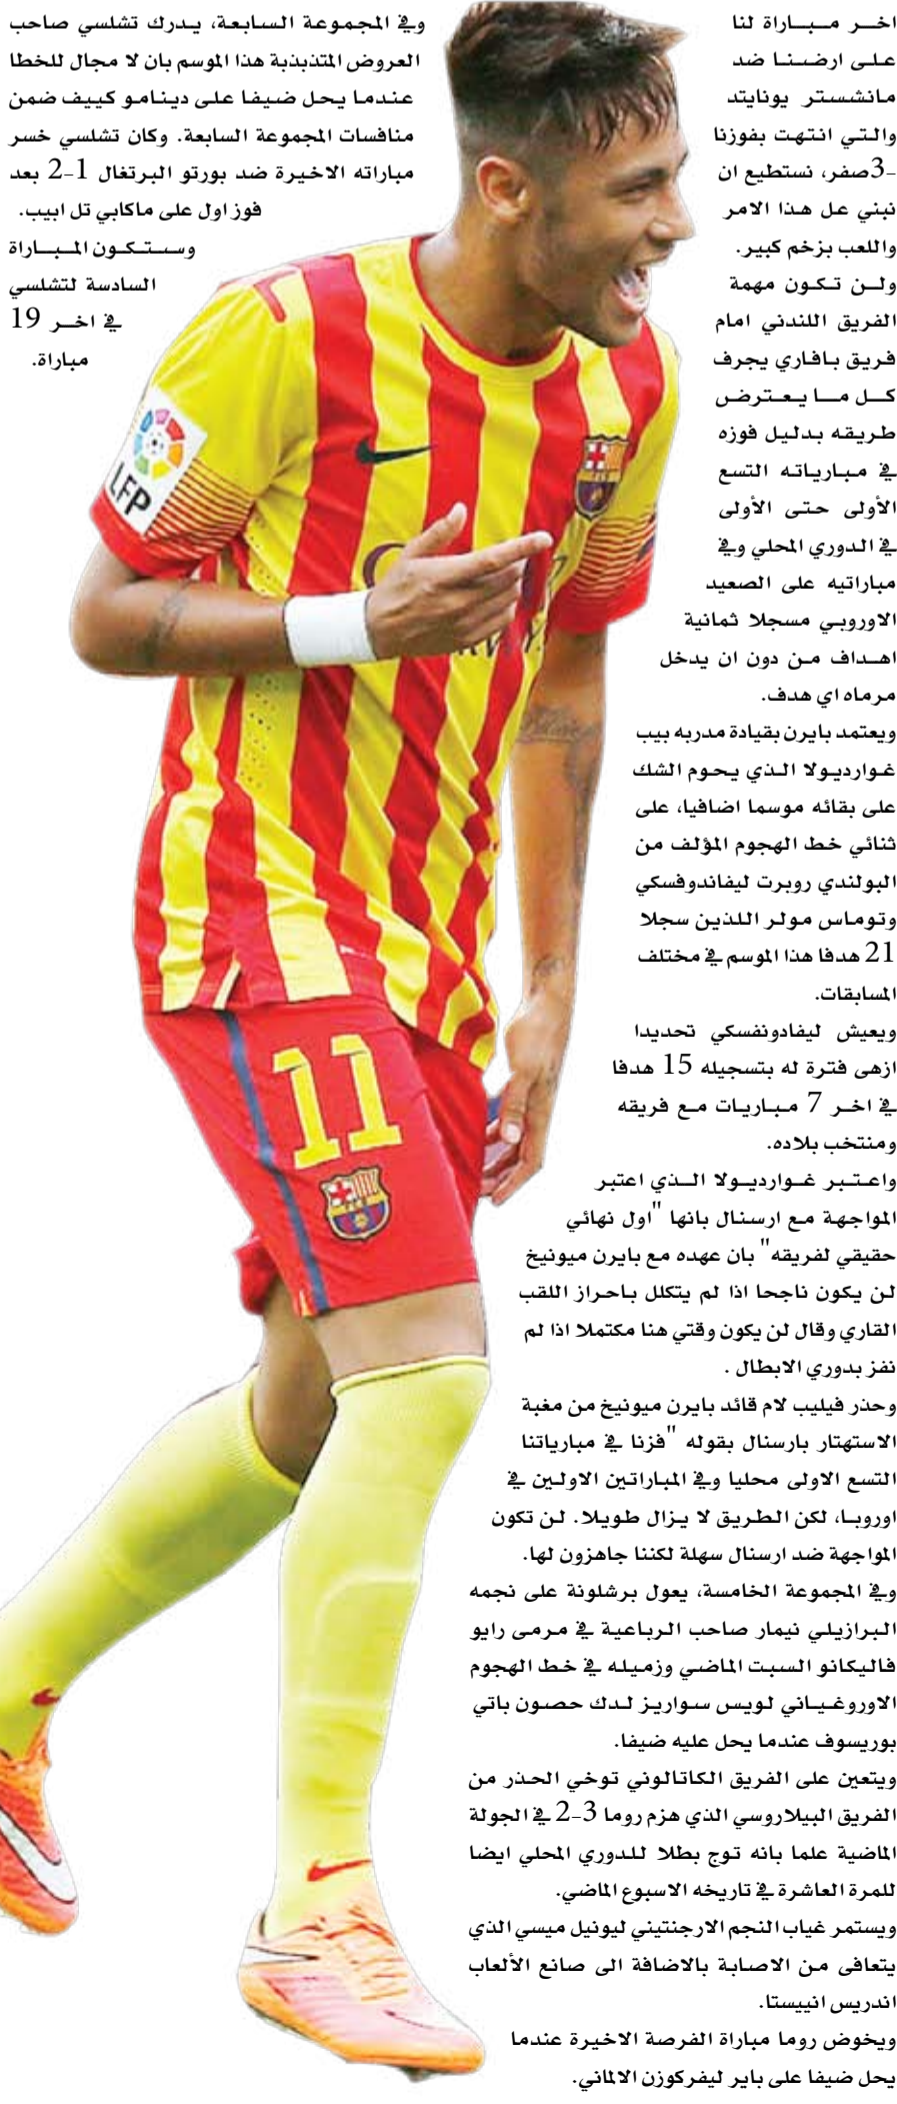 اخر مباراة لنا
على ارضنا ضد
مانشستر يونايتد
والتي انتهت بفوزنا
3-صفر، نستطيع ان
نبني عل هذا الامر
واللعب بزخم كبير.
ولن تكون مهمة
الفريق اللندني امام
فريق بافاري يجرف
كل ما يعترض
طريقه بدليل فوزه
في مبارياته التسع
الأولى حتى الأولى
في الدوري المحلي وفي
مباراتيه على الصعيد
الاوروبي مسجلا ثمانية
اهداف من دون ان يدخل
مرماه اي هدف.
ويعتمد بايرن بقيادة مدربه بيب
غوارديولا الذي يحوم الشك
على بقائه موسما اضافيا، على
ثنائي خط الهجوم المؤلف من
البولندي روبرت ليفاندوفسكي
وتوماس مولر اللذين سجلا
21 هدفا هذا الموسم في مختلف
المسابقات.
ويعيش ليفادونفسكي تحديدا
ازهى فترة له بتسجيله 15 هدفا
في اخر 7 مباريات مع فريقه
ومنتخب بلاده.
واعتبر غوارديولا الذي اعتبر
المواجهة مع ارسنال بانها "اول نهائي
حقيقي لفريقه" بان عهده مع بايرن ميونيخ
لن يكون ناجحا اذا لم يتكلل باحراز اللقب
القاري وقال لن يكون وقتي هنا مكتملا اذا لم
نفز بدوري الابطال .
وحذر فيليب لام قائد بايرن ميونيخ من مغبة
الاستهتار بارسنال بقوله "فزنا في مبارياتنا
التسع الاولى محليا وفي المباراتين الاولين في
اوروبا، لكن الطريق لا يزال طويلا. لن تكون
المواجهة ضد ارسنال سهلة لكننا جاهزون لها.
وفي المجموعة الخامسة، يعول برشلونة على نجمه
البرازيلي نيمار صاحب الرباعية في مرمى رايو
فاليكانو السبت الماضي وزميله في خط الهجوم
الاوروغياني لويس سواريز لدك حصون باتي
بوريسوف عندما يحل عليه ضيفا.
ويتعين على الفريق الكاتالوني توخي الحذر من
الفريق البيلاروسي الذي هزم روما 3-2 في الجولة
الماضية علما بانه توج بطلا للدوري المحلي ايضا
للمرة العاشرة في تاريخه الاسبوع الماضي.
ويستمر غياب النجم الارجنتيني ليونيل ميسي الذي
يتعافى من الاصابة بالاضافة الى صانع الألعاب
اندريس انييستا.
ويخوض روما مباراة الفرصة الاخيرة عندما
يحل ضيفا على باير ليفركوزن الالماني.
وفي المجموعة السابعة، يدرك تشلسي صاحب
العروض المتذبذبة هذا الموسم بان لا مجال للخطا
عندما يحل ضيفا على دينامو كييف ضمن
منافسات المجموعة السابعة. وكان تشلسي خسر
مباراته الاخيرة ضد بورتو البرتغال 1-2 بعد
فوز اول على ماكابي تل ابيب.
وستكون المباراة
السادسة لتشلسي
في اخر 19
مباراة.
LFP
11